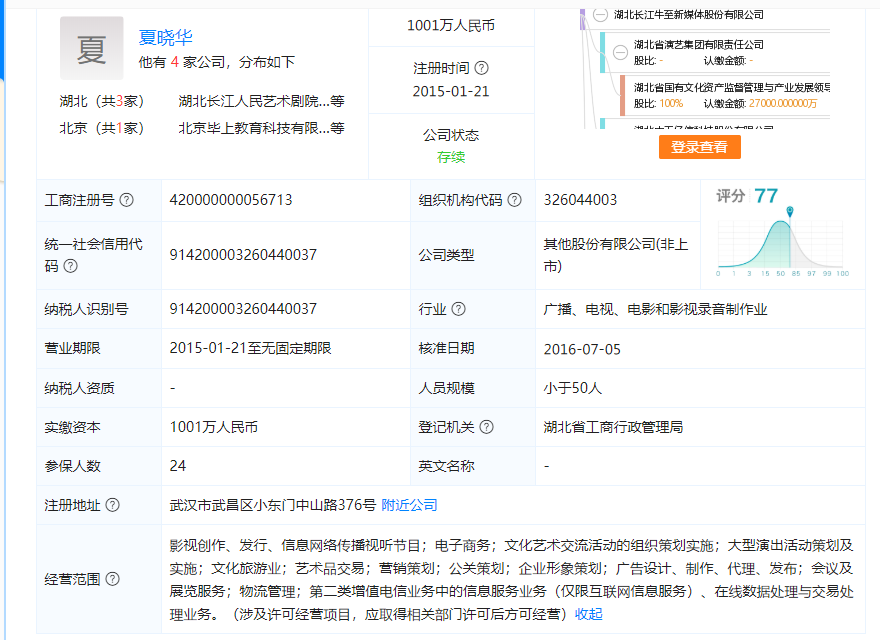 夏
夏晓华
他有 4 家公司，分布如下
湖北（共3家） 湖北长江人民艺术剧院...等
北京（共1家） 北京毕上教育科技有限...等
1001万人民币
注册时间
2015-01-21
公司状态
存续
湖北长江牛至新媒体股份有限公司
湖北省演艺集团有限责任公司
股比: - 认缴金额: -
湖北省国有文化资产监督管理与产业发展领导
股比: 100% 认缴金额: 27000.000000万
登录查看
工商注册号 420000000056713 组织机构代码 326044003
评分 77
0 1 3 15 50 85 97 99 100
统一社会信用代码 914200003260440037 公司类型 其他股份有限公司(非上市)
纳税人识别号 914200003260440037 行业 广播、电视、电影和影视录音制作业
营业期限 2015-01-21至无固定期限 核准日期 2016-07-05
纳税人资质 - 人员规模 小于50人
实缴资本 1001万人民币 登记机关 湖北省工商行政管理局
参保人数 24 英文名称 -
注册地址 武汉市武昌区小东门中山路376号 附近公司
经营范围
影视创作、发行、信息网络传播视听节目；电子商务；文化艺术交流活动的组织策划实施；大型演出活动策划及
实施；文化旅游业；艺术品交易；营销策划；公关策划；企业形象策划；广告设计、制作、代理、发布；会议及
展览服务；物流管理；第二类增值电信业务中的信息服务业务（仅限互联网信息服务）、在线数据处理与交易处
理业务。（涉及许可经营项目，应取得相关部门许可后方可经营）收起